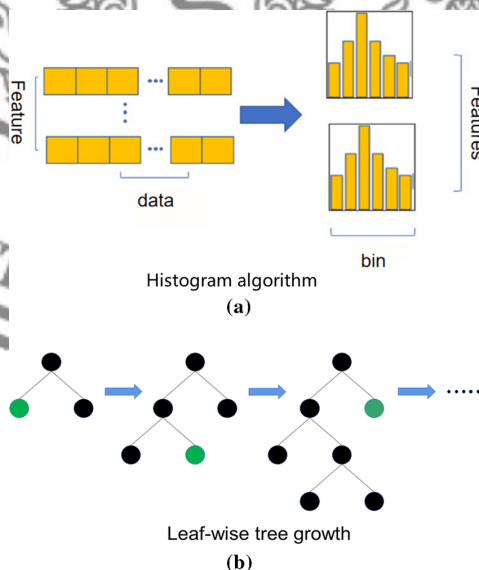 Feature
Features
data
bin
Histogram algorithm
(a)
Leaf-wise tree growth
(b)